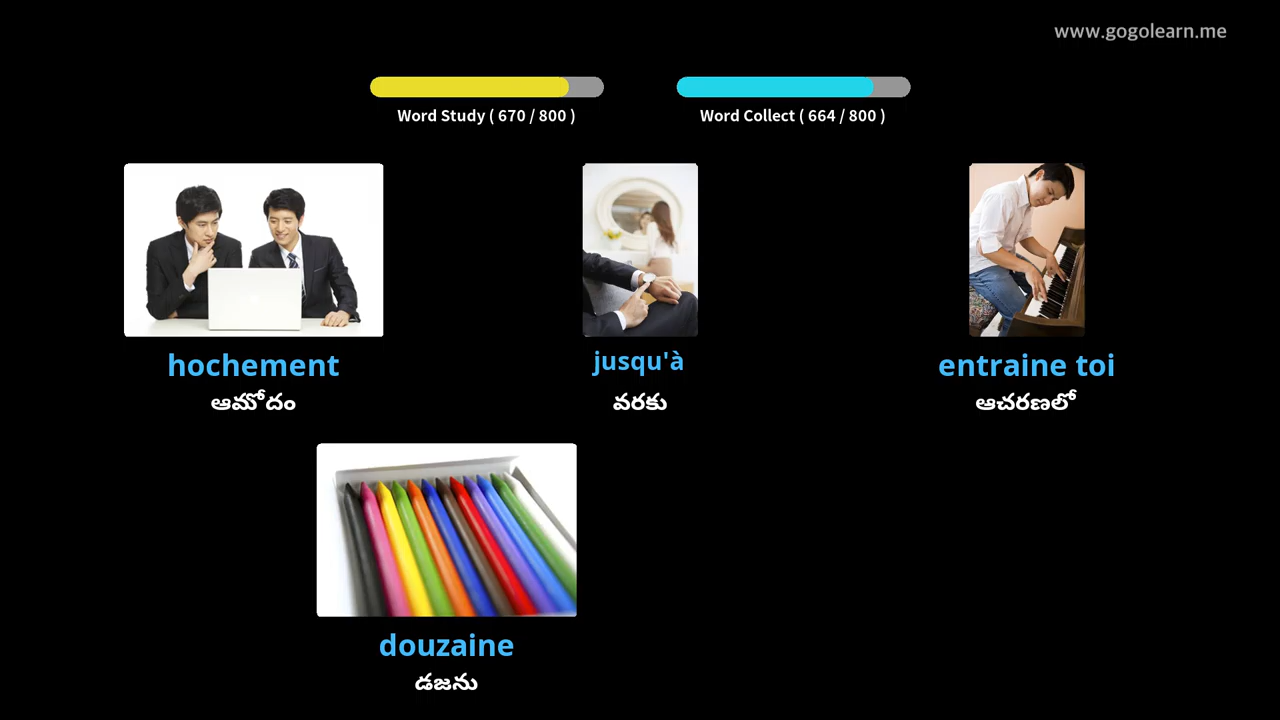 www.gogolearn.me
Word Study ( 670 / 800 )
Word Collect ( 664 / 800 )
hochement
jusqu'à
entraine toi
ఆమోదం
వరకు
ఆచరణలో
douzaine
డజను